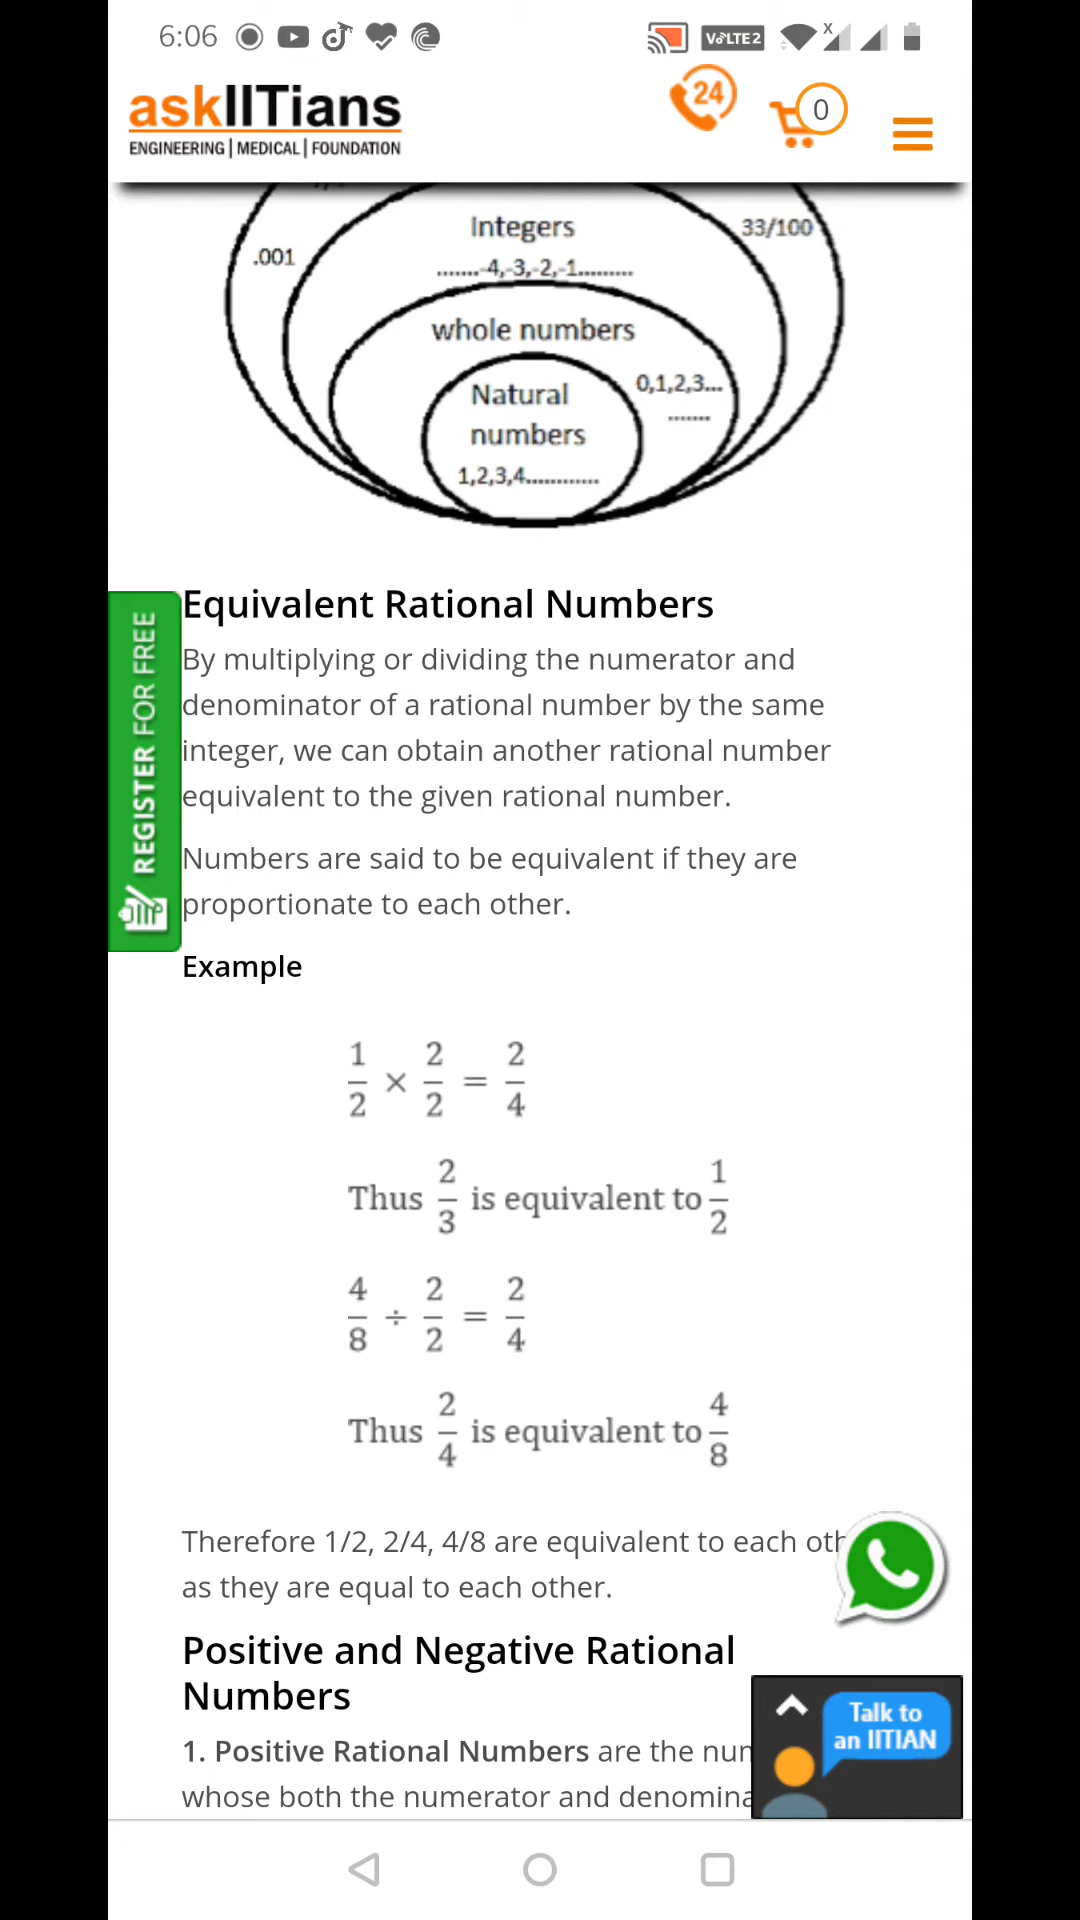 6:06
VoLTE2
X
askIITians
ENGINEERING | MEDICAL | FOUNDATION
24
0
Integers
.......-4,-3,-2,-1.........
33/100
.001
whole numbers
0,1,2,3...
.......
Natural
numbers
1,2,3,4............
REGISTER FOR FREE
Equivalent Rational Numbers
By multiplying or dividing the numerator and
denominator of a rational number by the same
integer, we can obtain another rational number
equivalent to the given rational number.
Numbers are said to be equivalent if they are
proportionate to each other.
Example
1/2 × 2/2 = 2/4
Thus 2/3 is equivalent to 1/2
4/8 ÷ 2/2 = 2/4
Thus 2/4 is equivalent to 4/8
Therefore 1/2, 2/4, 4/8 are equivalent to each oth
as they are equal to each other.
Positive and Negative Rational
Numbers
1. Positive Rational Numbers are the num
whose both the numerator and denomina
Talk to
an IITIAN